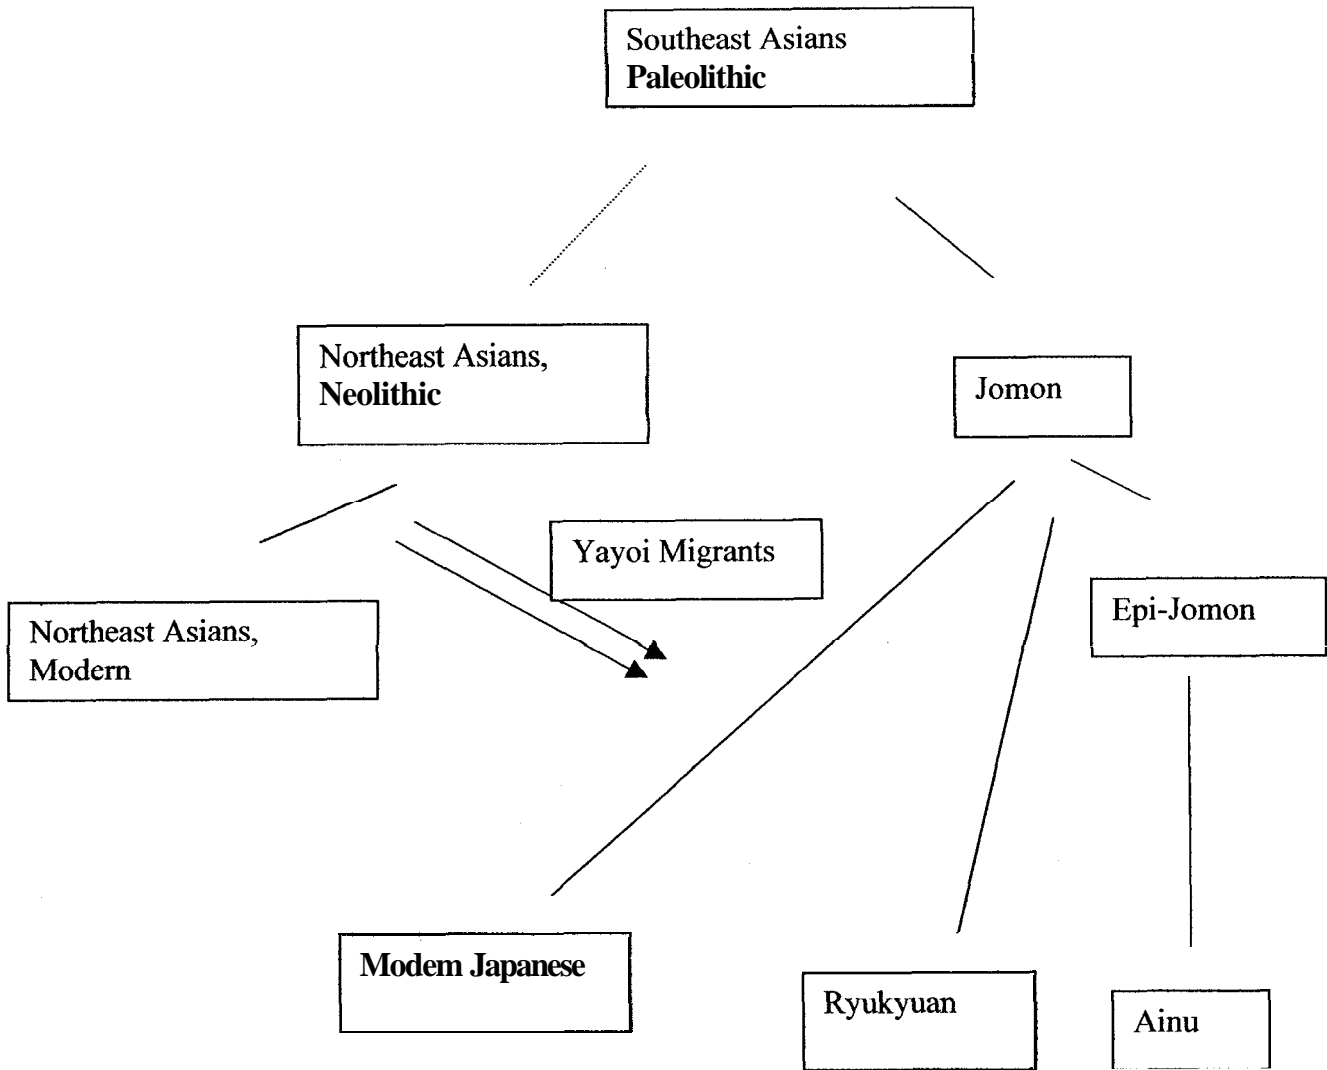 Southeast Asians
Paleolithic
Northeast Asians,
Neolithic
Jomon
Yayoi Migrants
Epi-Jomon
Northeast Asians,
Modern
Modem Japanese
Ryukyuan
Ainu